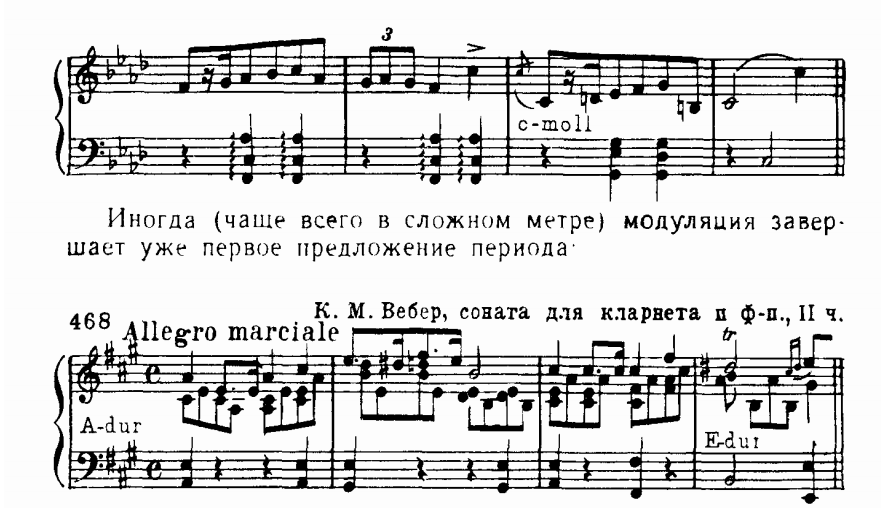 3
c-moll
Иногда (чаще всего в сложном метре) модуляция завер-
шает уже первое предложение периода:
К. М. Вебер, соната для кларнета и ф-п., II ч.
468 Allegro marciale
tr
A-dur
E-dur